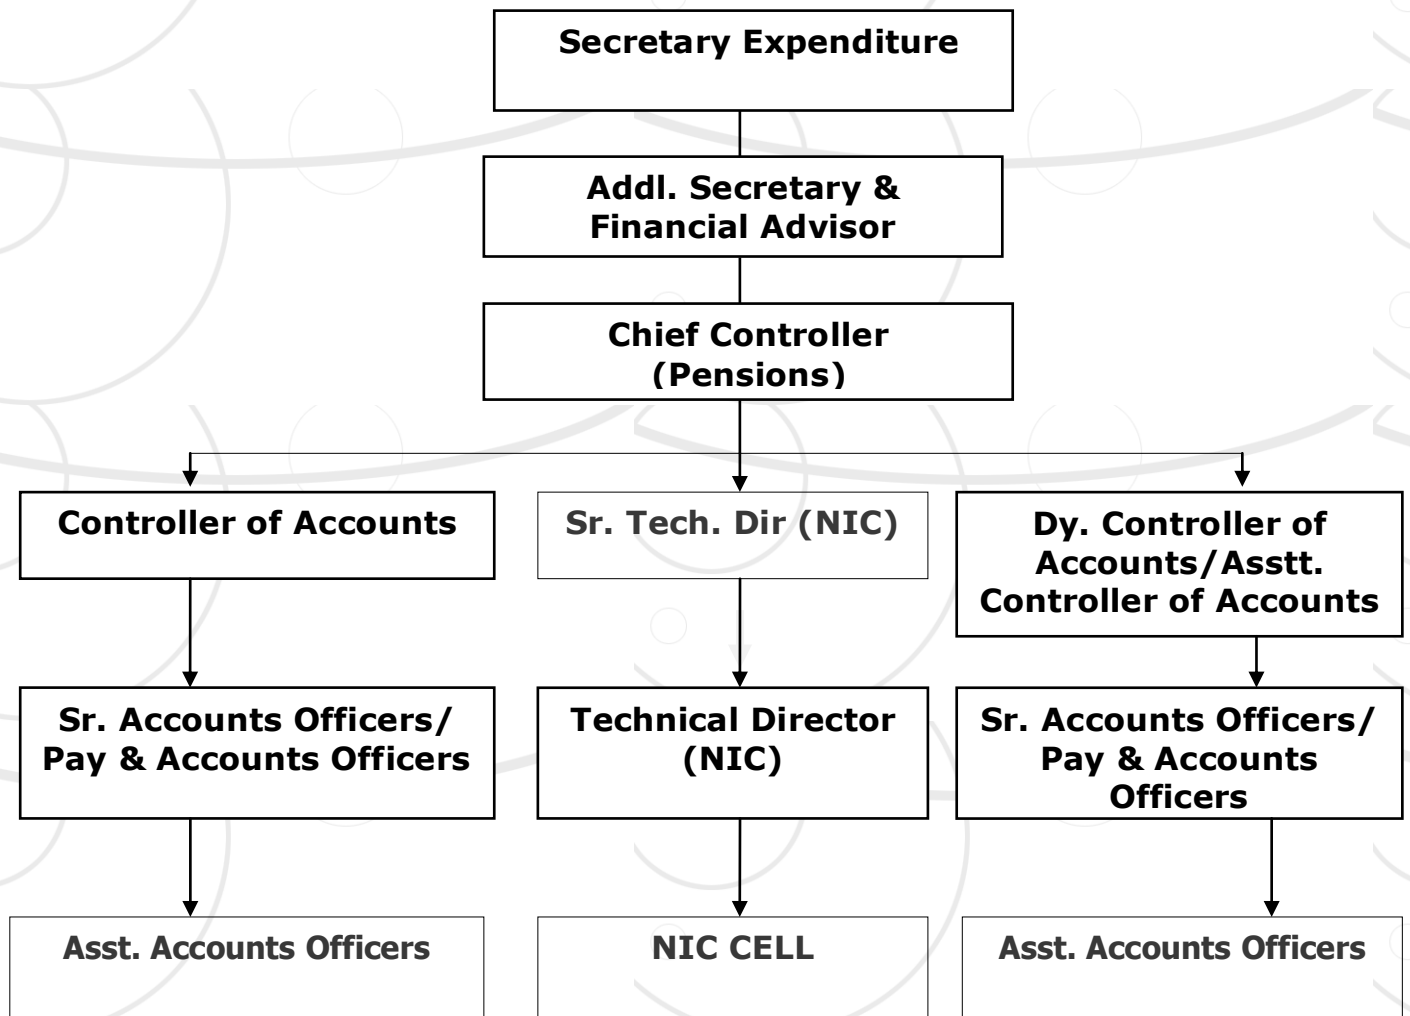 Secretary Expenditure
Addl. Secretary &
Financial Advisor
Chief Controller
(Pensions)
Controller of Accounts
Sr. Tech. Dir (NIC)
Dy. Controller of
Accounts/Asstt.
Controller of Accounts
Sr. Accounts Officers/
Pay & Accounts Officers
Technical Director
(NIC)
Sr. Accounts Officers/
Pay & Accounts
Officers
Asst. Accounts Officers
NIC CELL
Asst. Accounts Officers